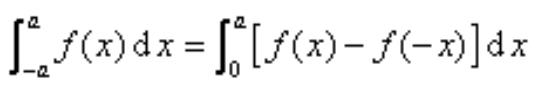 ∫_{-a}^{a} f(x) dx = ∫_{0}^{a} [f(x) − f(−x)] dx